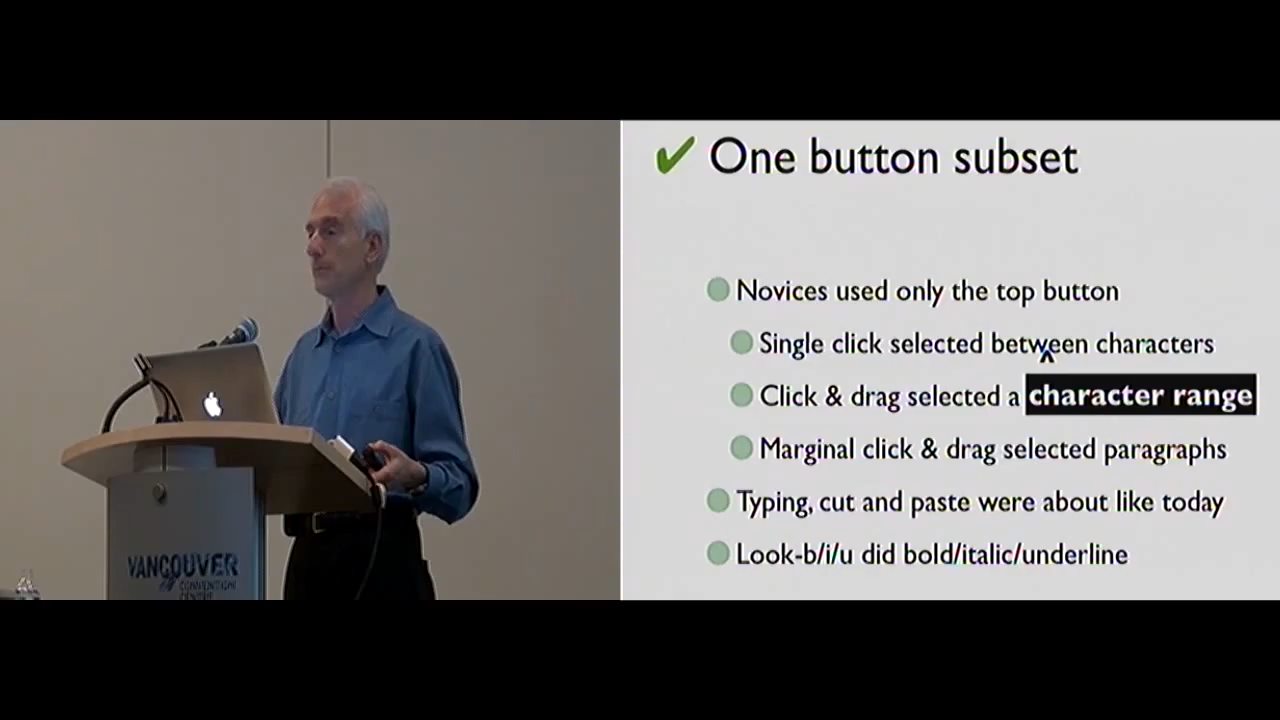 ✔ One button subset
Novices used only the top button
Single click selected between characters
Click & drag selected a character range
Marginal click & drag selected paragraphs
Typing, cut and paste were about like today
Look-b/i/u did bold/italic/underline
VANCOUVER
CONVENTION
CENTRE